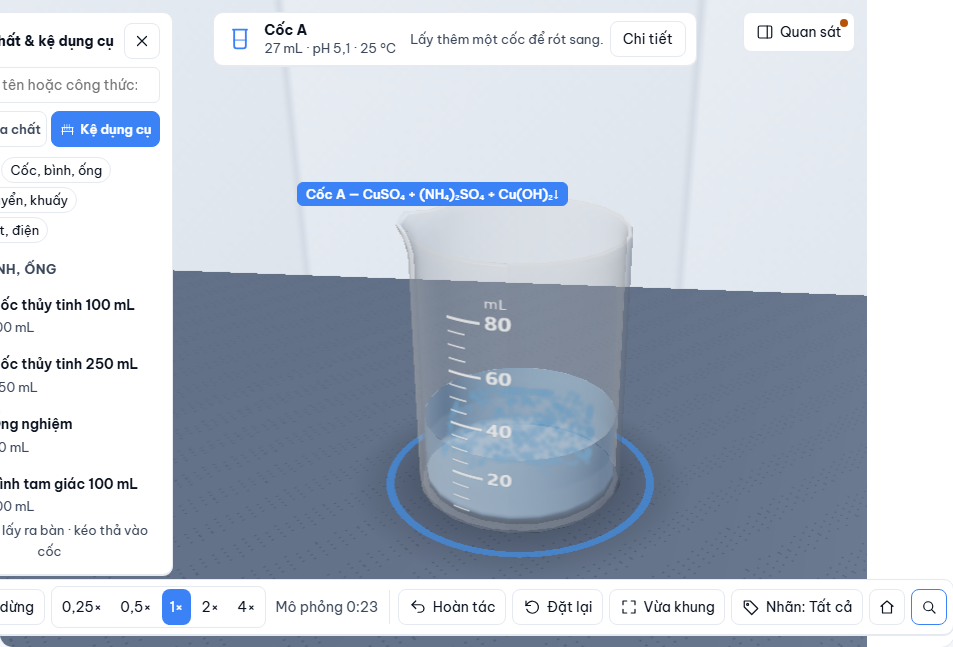 hất & kệ dụng cụ
tên hoặc công thức:
a chất
Kệ dụng cụ
Cốc, bình, ống
yển, khuấy
t, điện
NH, ỐNG
ốc thủy tinh 100 mL
00 mL
ốc thủy tinh 250 mL
50 mL
ng nghiệm
0 mL
ình tam giác 100 mL
00 mL
lấy ra bàn · kéo thả vào
cốc
Cốc A
27 mL · pH 5,1 · 25 °C
Lấy thêm một cốc để rót sang.
Chi tiết
Quan sát
Cốc A — CuSO₄ + (NH₄)₂SO₄ + Cu(OH)₂↓
mL
80
60
40
20
dừng
0,25×
0,5×
1×
2×
4×
Mô phỏng 0:23
Hoàn tác
Đặt lại
Vừa khung
Nhãn: Tất cả